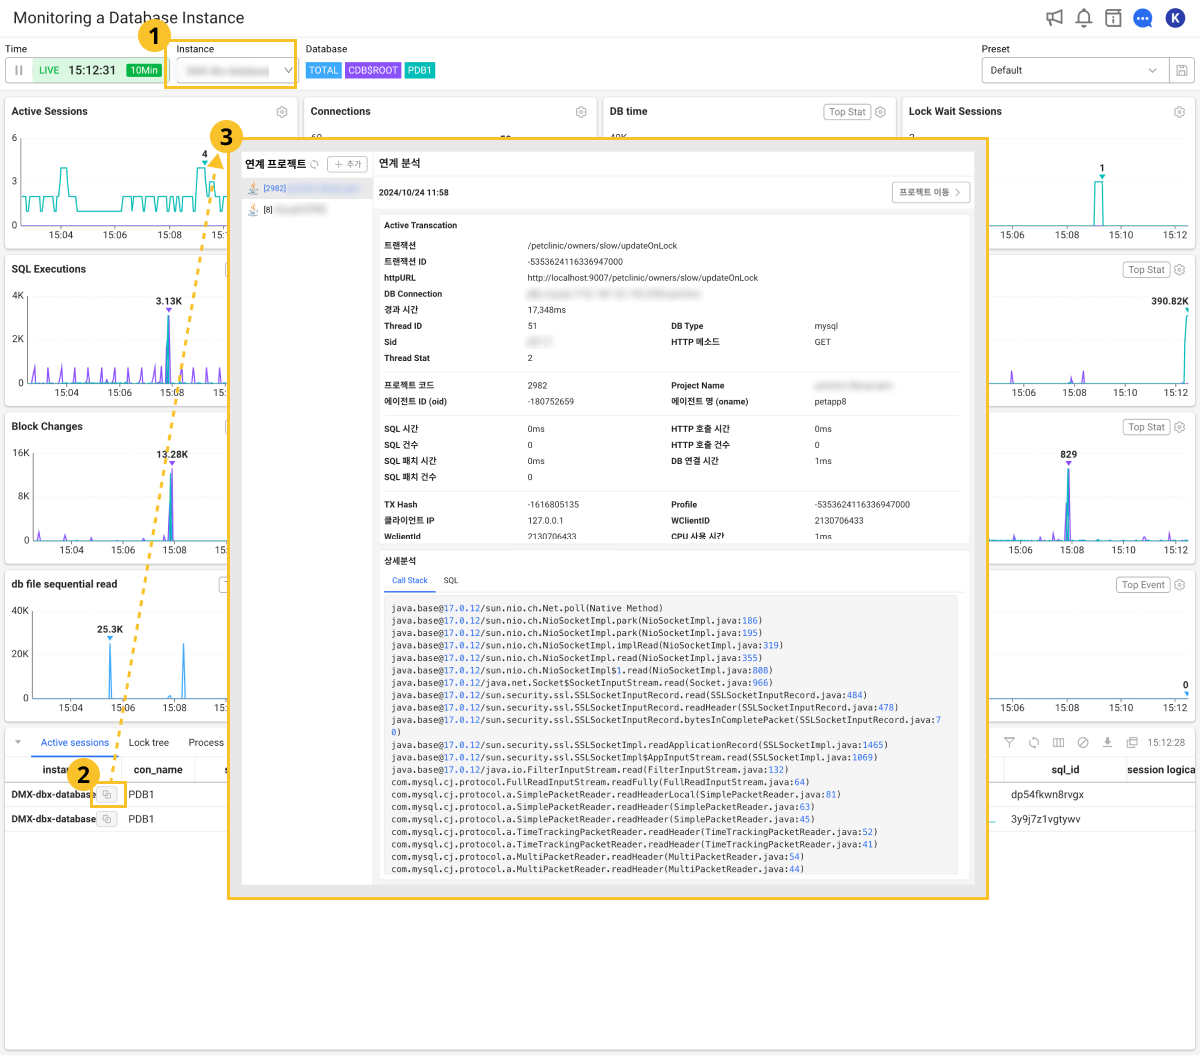 Monitoring a Database Instance
K
1
Time
Instance
Database
Preset
LIVE 15:12:31 10Min
TOTAL CDB$ROOT PDB1
Default
Active Sessions
Connections
DB time
Top Stat
Lock Wait Sessions
6
3
0
4
15:04 15:06 15:08
1
15:06 15:08 15:10 15:12
SQL Executions
4K
2K
0
3.13K
15:04 15:06 15:08
Top Stat
390.82K
15:06 15:08 15:10 15:12
Block Changes
16K
8K
0
13.28K
15:04 15:06 15:08
Top Stat
829
15:06 15:08 15:10 15:12
db file sequential read
40K
20K
0
25.3K
15:04 15:06 15:08
Top Event
0
15:06 15:08 15:10 15:12
3
연계 프로젝트
추가
[2982]
[8]
연계 분석
2024/10/24 11:58
프로젝트 이동
Active Transcation
트랜잭션 /petclinic/owners/slow/updateOnLock
트랜잭션 ID -5353624116336947000
httpURL http://localhost:9007/petclinic/owners/slow/updateOnLock
DB Connection
경과 시간 17,348ms
Thread ID 51 DB Type mysql
Sid HTTP 메소드 GET
Thread Stat 2
프로젝트 코드 2982 Project Name
에이전트 ID (oid) -180752659 에이전트 명 (oname) petapp8
SQL 시간 0ms HTTP 호출 시간 0ms
SQL 건수 0 HTTP 호출 건수 0
SQL 패치 시간 0ms DB 연결 시간 1ms
SQL 패치 건수 0
TX Hash -1616805135 Profile -5353624116336947000
클라이언트 IP 127.0.0.1 WClientID 2130706433
WclientId 2130706433 CPU 사용 시간 1ms
상세분석
Call Stack SQL
java.base@17.0.12/sun.nio.ch.Net.poll(Native Method)
java.base@17.0.12/sun.nio.ch.NioSocketImpl.park(NioSocketImpl.java:186)
java.base@17.0.12/sun.nio.ch.NioSocketImpl.park(NioSocketImpl.java:195)
java.base@17.0.12/sun.nio.ch.NioSocketImpl.implRead(NioSocketImpl.java:319)
java.base@17.0.12/sun.nio.ch.NioSocketImpl.read(NioSocketImpl.java:355)
java.base@17.0.12/sun.nio.ch.NioSocketImpl$1.read(NioSocketImpl.java:808)
java.base@17.0.12/java.net.Socket$SocketInputStream.read(Socket.java:966)
java.base@17.0.12/sun.security.ssl.SSLSocketInputRecord.read(SSLSocketInputRecord.java:484)
java.base@17.0.12/sun.security.ssl.SSLSocketInputRecord.readHeader(SSLSocketInputRecord.java:478)
java.base@17.0.12/sun.security.ssl.SSLSocketInputRecord.bytesInCompletePacket(SSLSocketInputRecord.java:7
0)
java.base@17.0.12/sun.security.ssl.SSLSocketImpl.readApplicationRecord(SSLSocketImpl.java:1465)
java.base@17.0.12/sun.security.ssl.SSLSocketImpl$AppInputStream.read(SSLSocketImpl.java:1069)
java.base@17.0.12/java.io.FilterInputStream.read(FilterInputStream.java:132)
com.mysql.cj.protocol.FullReadInputStream.readFully(FullReadInputStream.java:64)
com.mysql.cj.protocol.a.SimplePacketReader.readHeaderLocal(SimplePacketReader.java:81)
com.mysql.cj.protocol.a.SimplePacketReader.readHeader(SimplePacketReader.java:63)
com.mysql.cj.protocol.a.SimplePacketReader.readHeader(SimplePacketReader.java:45)
com.mysql.cj.protocol.a.TimeTrackingPacketReader.readHeader(TimeTrackingPacketReader.java:52)
com.mysql.cj.protocol.a.TimeTrackingPacketReader.readHeader(TimeTrackingPacketReader.java:41)
com.mysql.cj.protocol.a.MultiPacketReader.readHeader(MultiPacketReader.java:54)
com.mysql.cj.protocol.a.MultiPacketReader.readHeader(MultiPacketReader.java:44)
Active sessions Lock tree Process
15:12:28
2
con_name
sql_id session logica
DMX-dbx-database PDB1 dp54fkwn8rvgx
DMX-dbx-database PDB1 3y9j7z1vgtywv